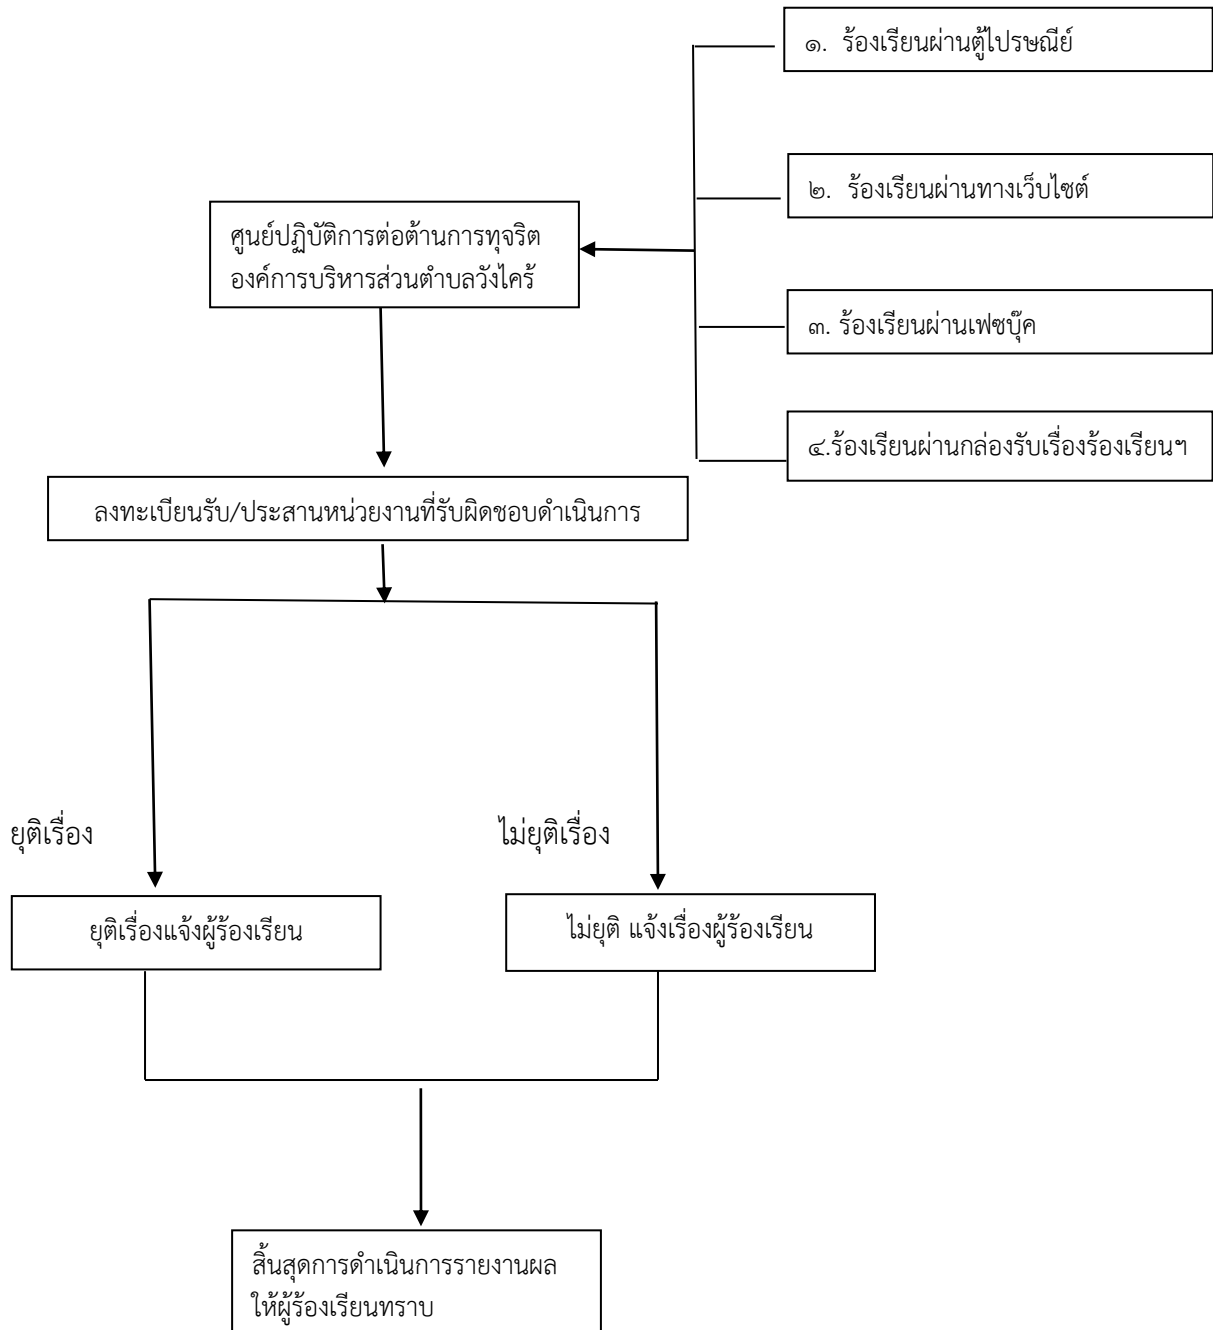 ๑.  ร้องเรียนผ่านตู้ไปรษณีย์
๒.  ร้องเรียนผ่านทางเว็บไซต์
ศูนย์ปฏิบัติการต่อต้านการทุจริต
องค์การบริหารส่วนตำบลวังไคร้
๓. ร้องเรียนผ่านเฟซบุ๊ค
๔.ร้องเรียนผ่านกล่องรับเรื่องร้องเรียนฯ
ลงทะเบียนรับ/ประสานหน่วยงานที่รับผิดชอบดำเนินการ
ยุติเรื่อง
ไม่ยุติเรื่อง
ยุติเรื่องแจ้งผู้ร้องเรียน
ไม่ยุติ แจ้งเรื่องผู้ร้องเรียน
สิ้นสุดการดำเนินการรายงานผล
ให้ผู้ร้องเรียนทราบ